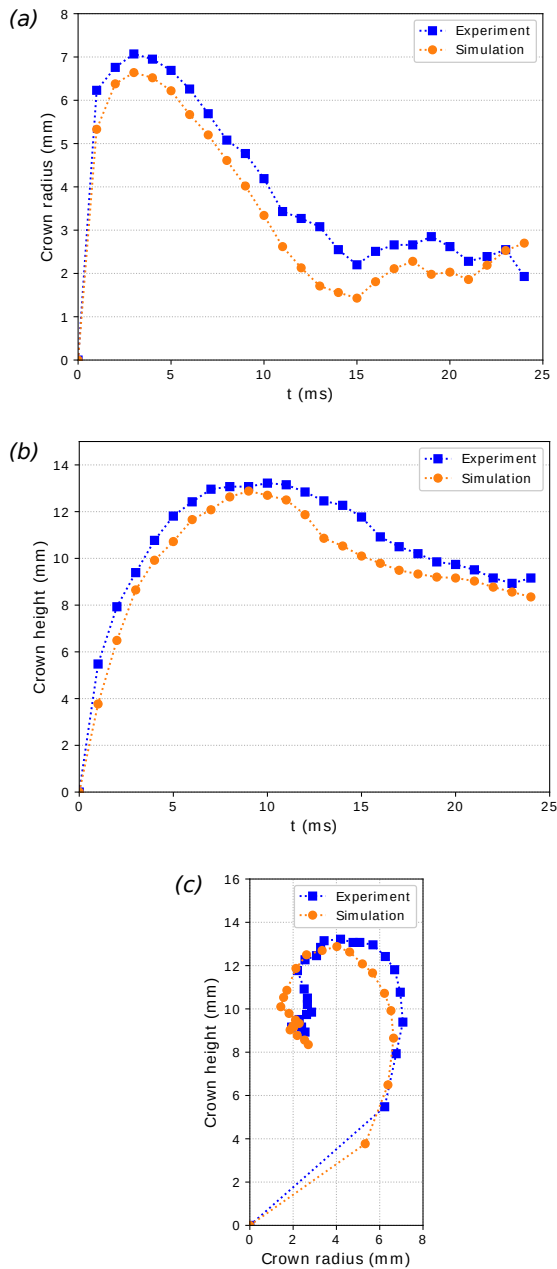 (a)
8
7
6
5
4
3
2
1
0
Crown radius (mm)
Experiment
Simulation
0 5 10 15 20 25
t (ms)
(b)
14
12
10
8
6
4
2
0
Crown height (mm)
Experiment
Simulation
0 5 10 15 20 25
t (ms)
(c)
16
14
12
10
8
6
4
2
0
Crown height (mm)
Experiment
Simulation
0 2 4 6 8
Crown radius (mm)